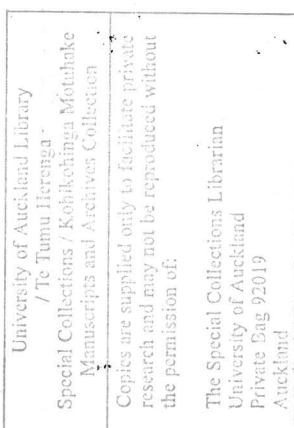 University of Auckland Library
/ Te Tumu Herenga -
Special Collections / Kohikohinga Motuhake
Manuscripts and Archives Collection
Copies are supplied only to facilitate private
research and may not be reproduced without
the permission of:
The Special Collections Librarian
University of Auckland
Private Bag 92019
Auckland